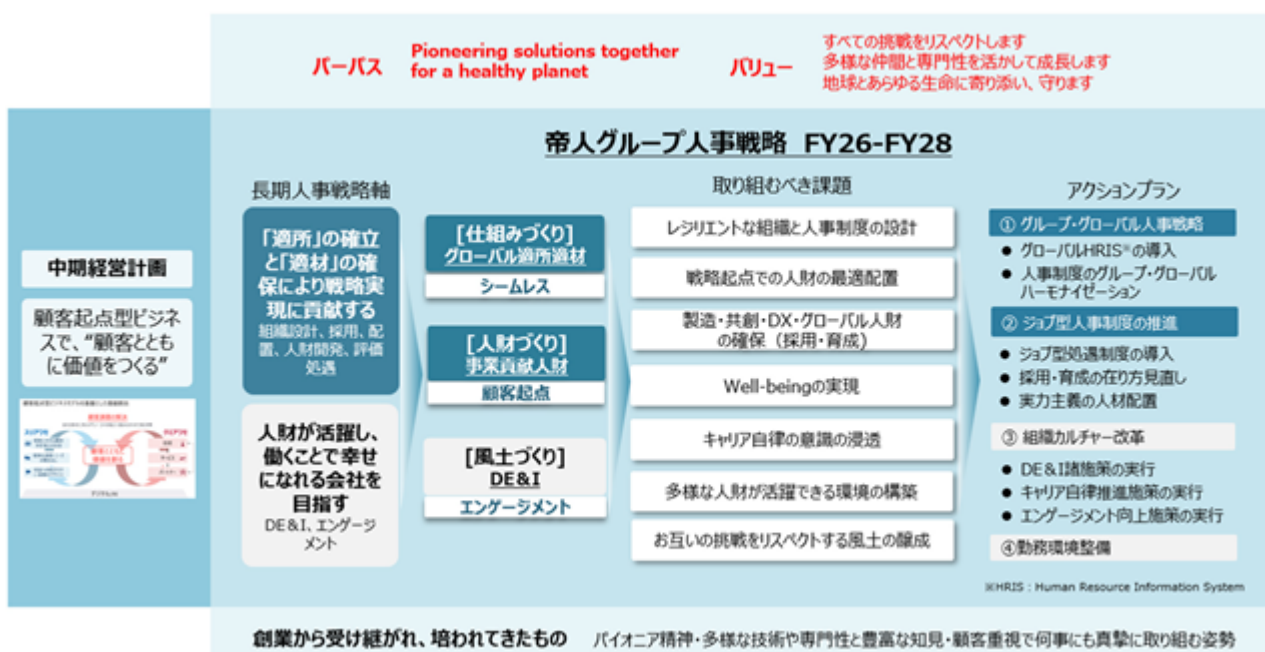 パーパス
Pioneering solutions together
for a healthy planet
バリュー
すべての挑戦をリスペクトします
多様な仲間と専門性を活かして成長します
地球とあらゆる生命に寄り添い、守ります
帝人グループ人事戦略 FY26-FY28
中期経営計画
顧客起点型ビジネ
スで、“顧客ととも
に価値をつくる”
長期人事戦略軸
「適所」の確立
と「適材」の確
保により戦略実
現に貢献する
組織設計、採用、配
置、人財開発、評価
処遇
人財が活躍し、
働くことで幸せ
になれる会社を
目指す
DE&I、エンゲージ
メント
[仕組みづくり]
グローバル適所適材
シームレス
[人財づくり]
事業貢献人財
顧客起点
[風土づくり]
DE&I
エンゲージメント
取り組むべき課題
レジリエントな組織と人事制度の設計
戦略起点での人財の最適配置
製造・共創・DX・グローバル人財
の確保（採用・育成）
Well-beingの実現
キャリア自律の意識の浸透
多様な人財が活躍できる環境の構築
お互いの挑戦をリスペクトする風土の醸成
アクションプラン
① グループ・グローバル人事戦略
● グローバルHRIS※の導入
● 人事制度のグループ・グローバル
ハーモナイゼーション
② ジョブ型人事制度の推進
● ジョブ型処遇制度の導入
● 採用・育成の在り方見直し
● 実力主義の人材配置
③ 組織カルチャー改革
● DE&I諸施策の実行
● キャリア自律推進施策の実行
● エンゲージメント向上施策の実行
④勤務環境整備
※HRIS：Human Resource Information System
創業から受け継がれ、培われてきたもの
パイオニア精神・多様な技術や専門性と豊富な知見・顧客重視で何事にも真摯に取り組む姿勢